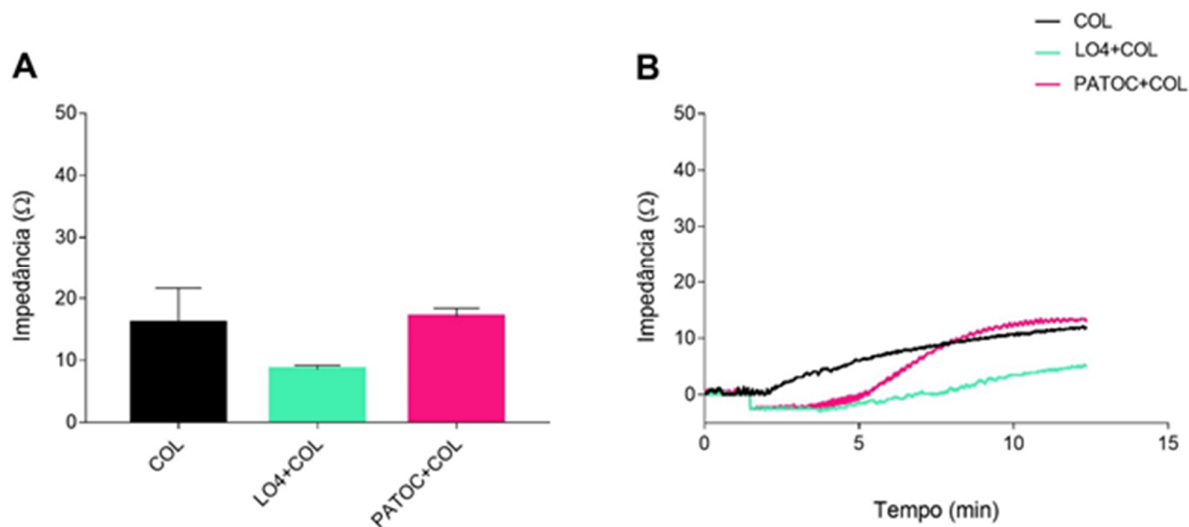 A
50
40
30
20
10
0
Impedância (Ω)
COL
LO4+COL
PATOC+COL
B
COL
LO4+COL
PATOC+COL
50
40
30
20
10
0
Impedância (Ω)
0 5 10 15
Tempo (min)